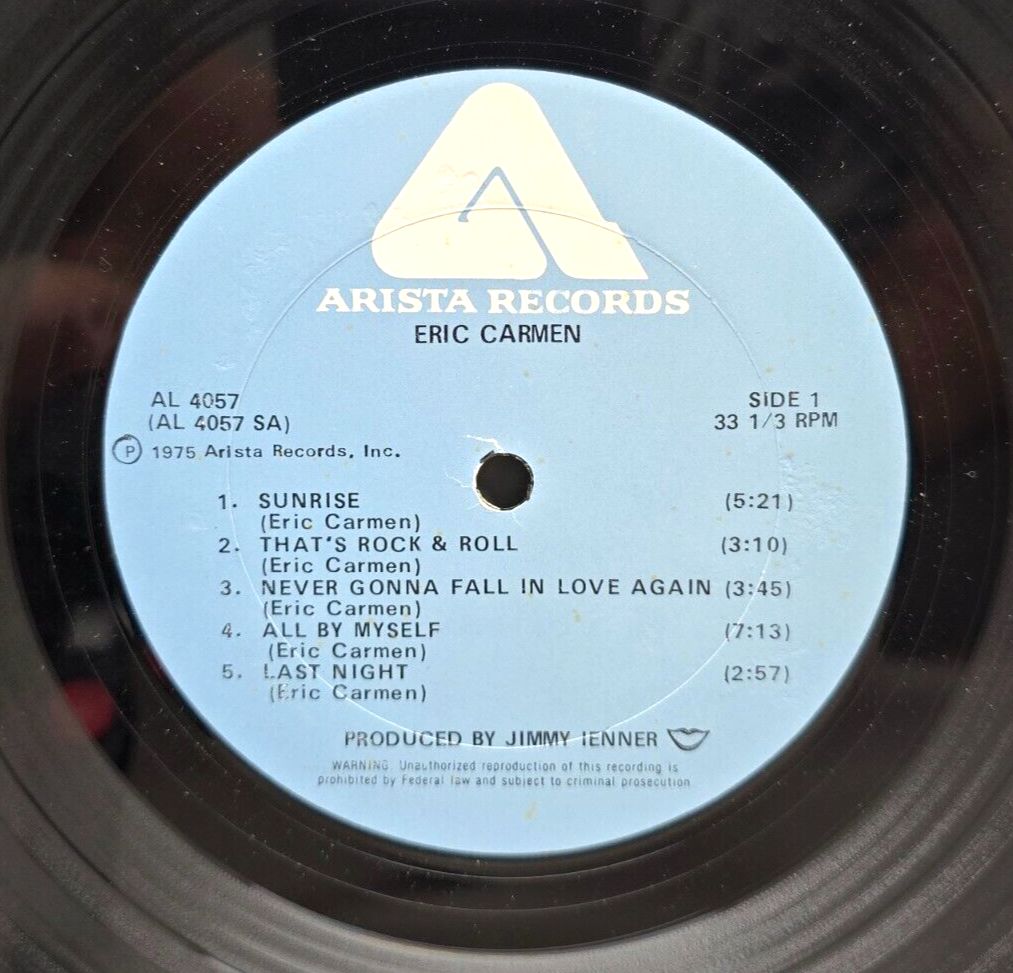 ARISTA RECORDS
ERIC CARMEN
AL 4057
(AL 4057 SA)
Ⓟ 1975 Arista Records, Inc.
SIDE 1
33 1/3 RPM
1. SUNRISE (5:21)
(Eric Carmen)
2. THAT'S ROCK & ROLL (3:10)
(Eric Carmen)
3. NEVER GONNA FALL IN LOVE AGAIN (3:45)
(Eric Carmen)
4. ALL BY MYSELF (7:13)
(Eric Carmen)
5. LAST NIGHT (2:57)
(Eric Carmen)
PRODUCED BY JIMMY IENNER
WARNING: Unauthorized reproduction of this recording is
prohibited by Federal law and subject to criminal prosecution